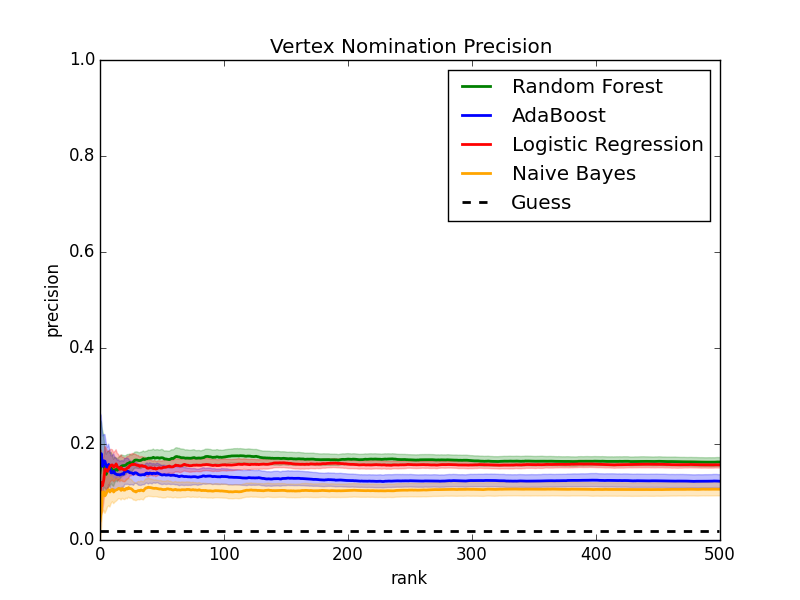 Vertex Nomination Precision
1.0
0.8
0.6
0.4
0.2
0.0
precision
Random Forest
AdaBoost
Logistic Regression
Naive Bayes
Guess
0 100 200 300 400 500
rank